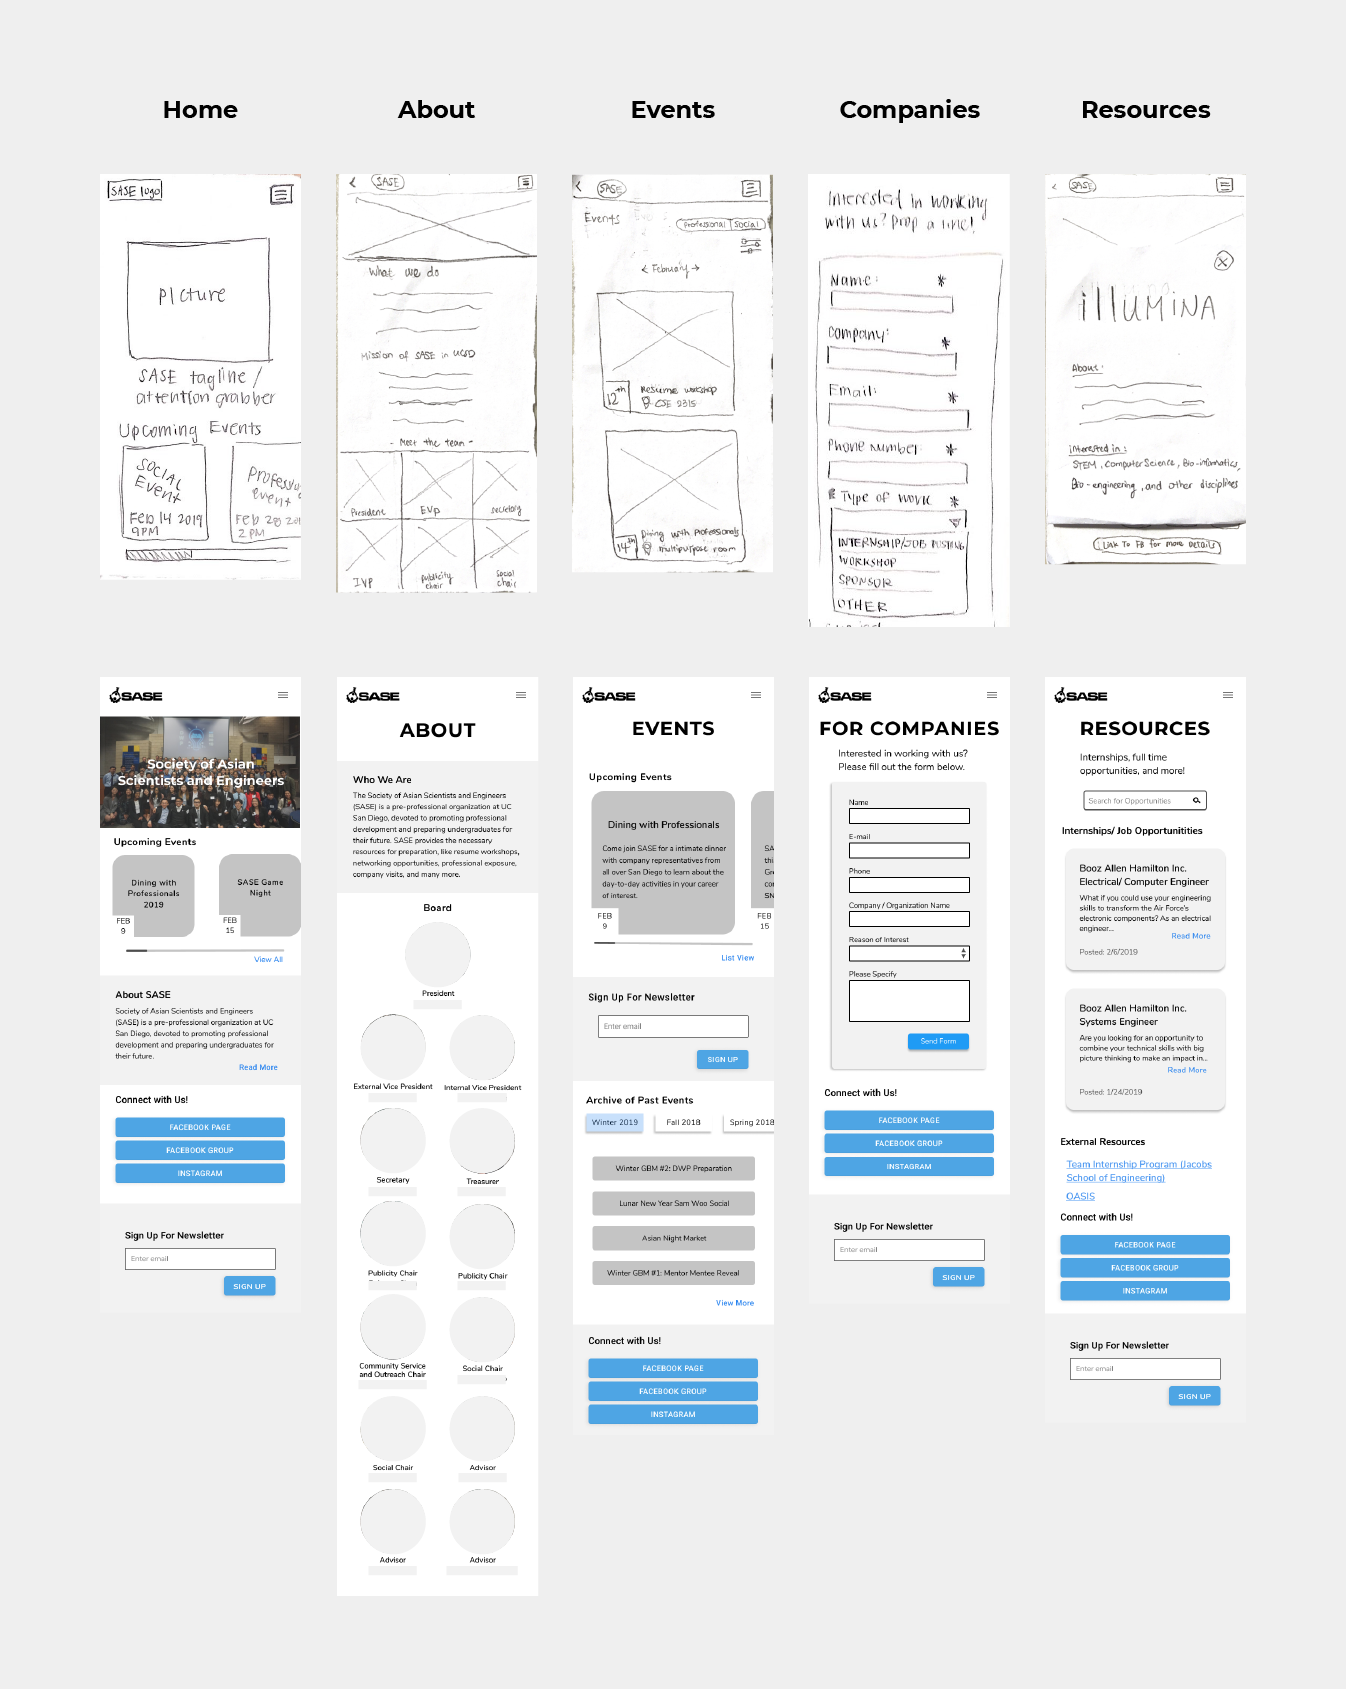 Home
About
Events
Companies
Resources
SASE logo
picture
SASE tagline /
attention grabber
Upcoming Events
SOCIAL
Event
Feb 14 2019
9PM
Professio
event
Feb 28 201
2 PM
SASE
What we do
Mission of SASE in UCSD
- Meet the team -
President
EVP
secretary
IVP
publicity
chair
social
chair
SASE
Events
Professional
Social
< February →
12th
Resume workshop
CSE 2315
14th
Dining with Professionals
multipurpose room
Interested in working
with us? Drop a line!
Name: *
Company: *
Email: *
Phone number *
Type of work *
INTERNSHIP/JOB POSTING
WORKSHOP
SPONSOR
OTHER
SASE
illUMINA
About:
interested in:
STEM, Computer Science, Bio-informatics,
Bio-engineering, and other disciplines
Link To FB for more Details
SASE
Society of Asian
Scientists and Engineers
Upcoming Events
Dining with
Professionals
2019
FEB
9
SASE Game
Night
FEB
15
View All
About SASE
Society of Asian Scientists and Engineers
(SASE) is a pre-professional organization at UC
San Diego, devoted to promoting professional
development and preparing undergraduates for
their future.
Read More
Connect with Us!
FACEBOOK PAGE
FACEBOOK GROUP
INSTAGRAM
Sign Up For Newsletter
Enter email
SIGN UP
SASE
ABOUT
Who We Are
The Society of Asian Scientists and Engineers
(SASE) is a pre-professional organization at UC
San Diego, devoted to promoting professional
development and preparing undergraduates for
their future. SASE provides the necessary
resources for preparation, like resume workshops,
networking opportunities, professional exposure,
company visits, and many more.
Board
President
External Vice President
Internal Vice President
Secretary
Treasurer
Publicity Chair
Publicity Chair
Community Service
and Outreach Chair
Social Chair
Social Chair
Advisor
Advisor
Advisor
SASE
EVENTS
Upcoming Events
Dining with Professionals
Come join SASE for a intimate dinner
with company representatives from
all over San Diego to learn about the
day-to-day activities in your career
of interest.
FEB
9
SA
thi
Gr
cor
SN
FEB
15
List View
Sign Up For Newsletter
Enter email
SIGN UP
Archive of Past Events
Winter 2019
Fall 2018
Spring 2018
Winter GBM #2: DWP Preparation
Lunar New Year Sam Woo Social
Asian Night Market
Winter GBM #1: Mentor Mentee Reveal
View More
Connect with Us!
FACEBOOK PAGE
FACEBOOK GROUP
INSTAGRAM
SASE
FOR COMPANIES
Interested in working with us?
Please fill out the form below.
Name
E-mail
Phone
Company / Organization Name
Reason of Interest
Please Specify
Send Form
Connect with Us!
FACEBOOK PAGE
FACEBOOK GROUP
INSTAGRAM
Sign Up For Newsletter
Enter email
SIGN UP
SASE
RESOURCES
Internships, full time
opportunities, and more!
Search for Opportunities
Internships/ Job Opportunitities
Booz Allen Hamilton Inc.
Electrical/ Computer Engineer
What if you could use your engineering
skills to transform the Air Force's
electronic components? As an electrical
engineer...
Read More
Posted: 2/6/2019
Booz Allen Hamilton Inc.
Systems Engineer
Are you looking for an opportunity to
combine your technical skills with big
picture thinking to make an impact in...
Read More
Posted: 1/24/2019
External Resources
Team Internship Program (Jacobs
School of Engineering)
OASIS
Connect with Us!
FACEBOOK PAGE
FACEBOOK GROUP
INSTAGRAM
Sign Up For Newsletter
Enter email
SIGN UP